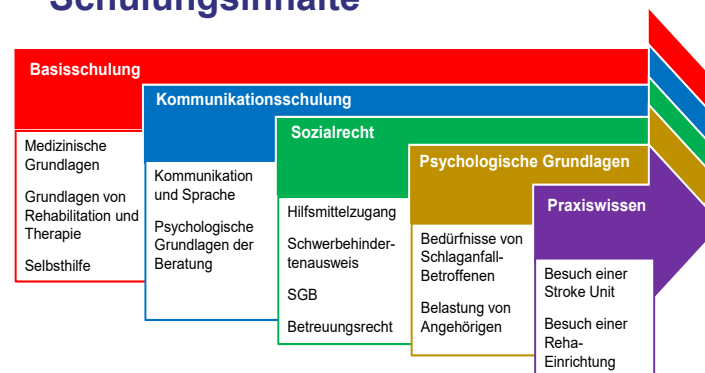 Schulungsinhalte
Basisschulung
Medizinische
Grundlagen
Grundlagen von
Rehabilitation und
Therapie
Selbsthilfe
Kommunikationsschulung
Kommunikation
und Sprache
Psychologische
Grundlagen der
Beratung
Sozialrecht
Hilfsmittelzugang
Schwerbehinder-
tenausweis
SGB
Betreuungsrecht
Psychologische Grundlagen
Bedürfnisse von
Schlaganfall-
Betroffenen
Belastung von
Angehörigen
Praxiswissen
Besuch einer
Stroke Unit
Besuch einer
Reha-
Einrichtung